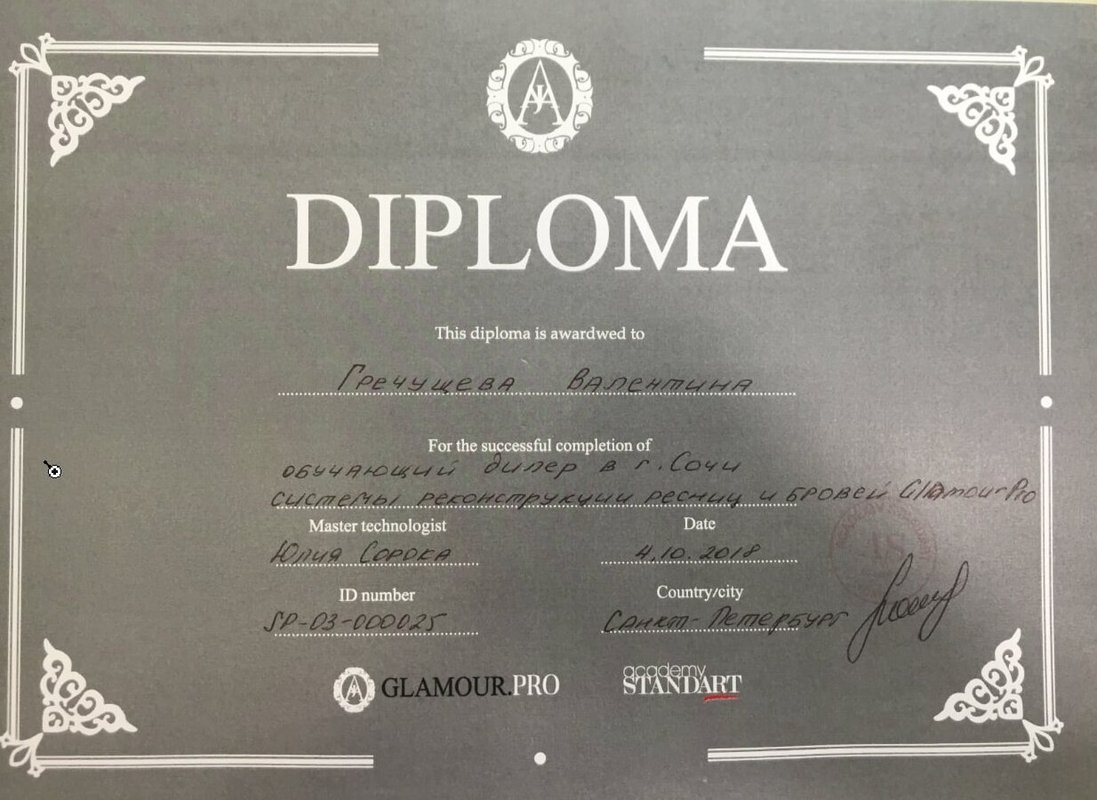 DIPLOMA
This diploma is awardwed to
Гречущева Валентина
For the successful completion of
обучающий дилер в г. Сочи
системы реконструкции ресниц и бровей GlamourPro
Master technologist
Юлия Сорока
Date
4.10.2018
ID number
SP-03-000025
Country/city
Санкт-Петербург
GLAMOUR.PRO
academy
STANDART